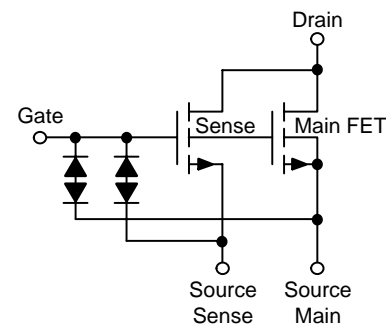 Drain
Gate
Sense
Main FET
Source
Sense
Source
Main